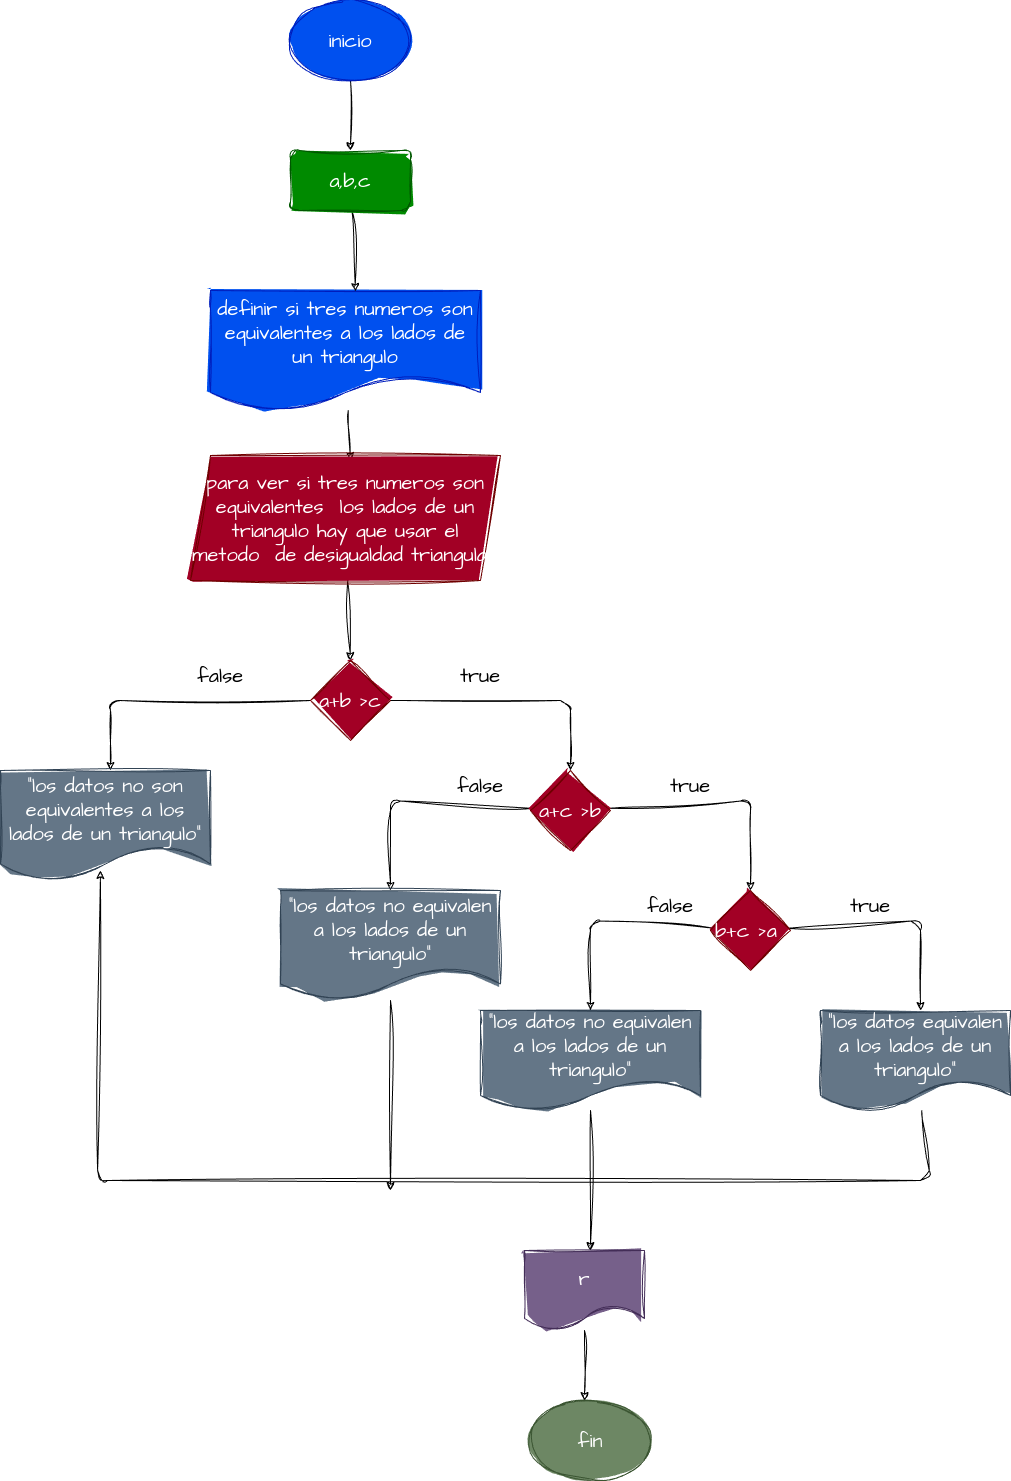 inicio
a,b,c
definir si tres numeros son
equivalentes a los lados de
un triangulo
para ver si tres numeros son
equivalentes los lados de un
triangulo hay que usar el
metodo de desigualdad triangulo
false
true
a+b >c
"los datos no son
equivalentes a los
lados de un triangulo"
false
true
a+c >b
"los datos no equivalen
a los lados de un
triangulo"
false
true
b+c >a
"los datos no equivalen
a los lados de un
triangulo"
"los datos equivalen
a los lados de un
triangulo"
r
fin